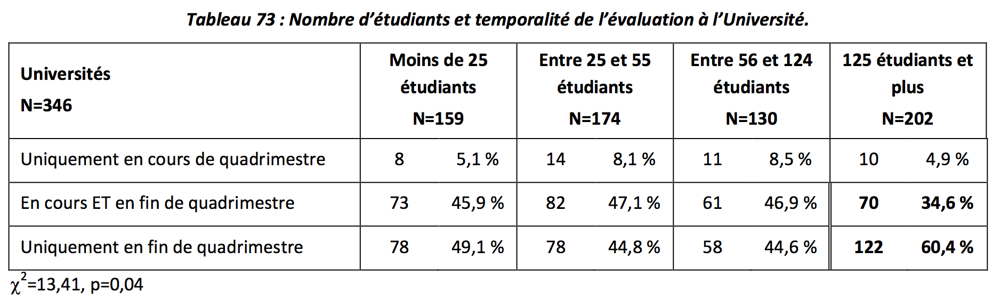 Tableau 73 : Nombre d’étudiants et temporalité de l’évaluation à l’Université.
Universités
N=346
Moins de 25 étudiants
N=159
Entre 25 et 55 étudiants
N=174
Entre 56 et 124 étudiants
N=130
125 étudiants et plus
N=202
Uniquement en cours de quadrimestre 8 5,1 % 14 8,1 % 11 8,5 % 10 4,9 %
En cours ET en fin de quadrimestre 73 45,9 % 82 47,1 % 61 46,9 % 70 34,6 %
Uniquement en fin de quadrimestre 78 49,1 % 78 44,8 % 58 44,6 % 122 60,4 %
χ²=13,41, p=0,04